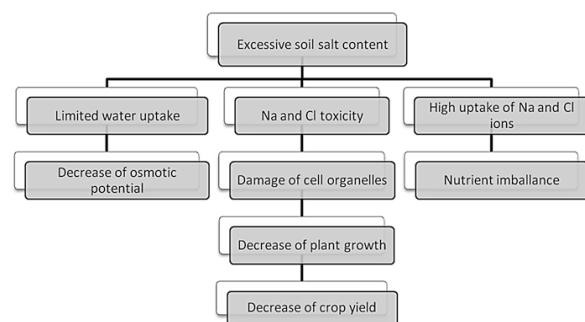 Excessive soil salt content
Limited water uptake
Na and Cl toxicity
High uptake of Na and Cl
ions
Decrease of osmotic
potential
Damage of cell organelles
Nutrient imballance
Decrease of plant growth
Decrease of crop yield